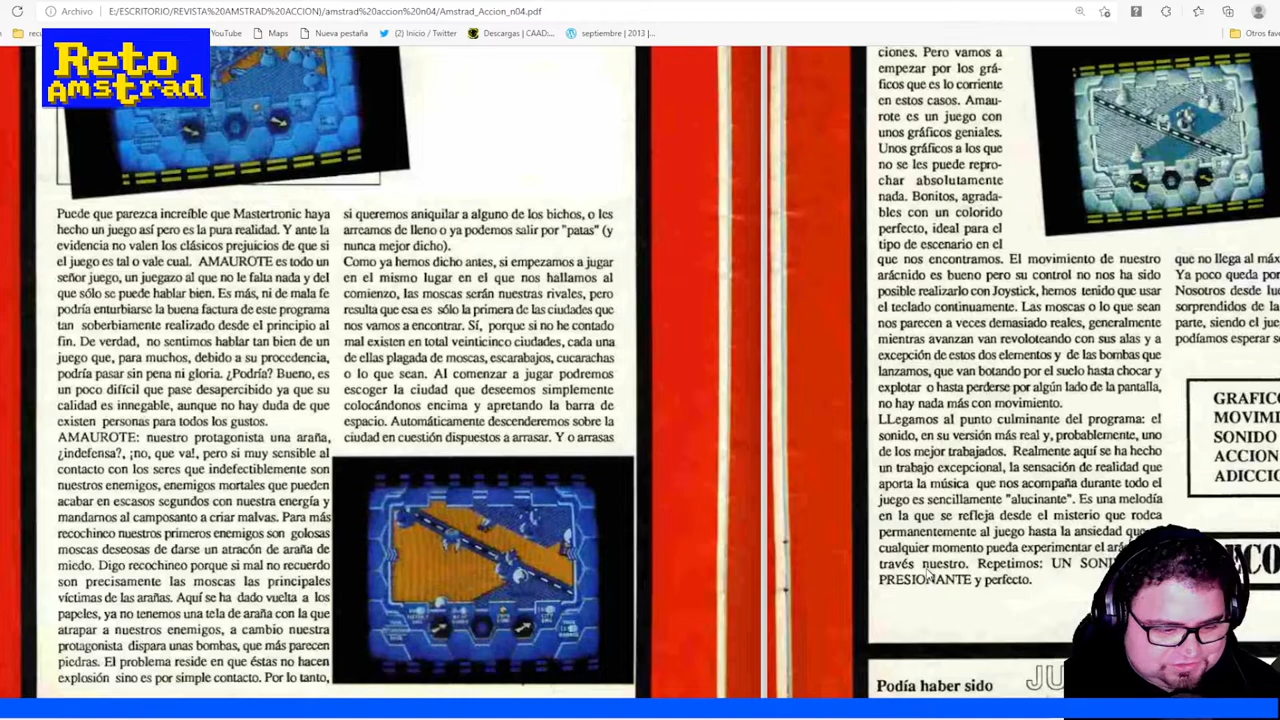 Archivo
E:/ESCRITORIO/REVISTA%20AMSTRAD%20ACCION)/amstrad%20accion%20n04/Amstrad_Accion_n04.pdf
YouTube
Maps
Nueva pestaña
(2) Inicio / Twitter
Descargas (CAAD:...
septiembre | 2013 |...
Otros fav
Reto
Amstrad
Puede que parezca increíble que Mastertronic haya
hecho un juego así pero es la pura realidad. Y ante la
evidencia no valen los clásicos prejuicios de que si
el juego es tal o vale cual. AMAUROTE es todo un
señor juego, un juegazo al que no le falta nada y del
que sólo se puede hablar bien. Es más, ni de mala fe
podría enturbiarse la buena factura de este programa
tan soberbiamente realizado desde el principio al
fin. De verdad, no sentimos hablar tan bien de un
juego que, para muchos, debido a su procedencia,
podría pasar sin pena ni gloria. ¿Podría? Bueno, es
un poco difícil que pase desapercibido ya que su
calidad es innegable, aunque no hay duda de que
existen personas para todos los gustos.
AMAUROTE: nuestro protagonista una araña,
¿indefensa?, ¡no, que va!, pero si muy sensible al
contacto con los seres que indefectiblemente son
nuestros enemigos, enemigos mortales que pueden
acabar en escasos segundos con nuestra energía y
mandarnos al camposanto a criar malvas. Para más
recochineo nuestros primeros enemigos son golosas
moscas deseosas de darse un atracón de araña de
miedo. Digo recochineo porque si mal no recuerdo
son precisamente las moscas las principales
víctimas de las arañas. Aquí se ha dado vuelta a los
papeles, ya no tenemos una tela de araña con la que
atrapar a nuestros enemigos, a cambio nuestra
protagonista dispara unas bombas, que más parecen
piedras. El problema reside en que éstas no hacen
explosión sino es por simple contacto. Por lo tanto,
si queremos aniquilar a alguno de los bichos, o les
arreamos de lleno o ya podemos salir por "patas" (y
nunca mejor dicho).
Como ya hemos dicho antes, si empezamos a jugar
en el mismo lugar en el que nos hallamos al
comienzo, las moscas serán nuestras rivales, pero
resulta que esa es sólo la primera de las ciudades que
nos vamos a encontrar. Sí, porque si no he contado
mal existen en total veinticinco ciudades, cada una
de ellas plagada de moscas, escarabajos, cucarachas
o lo que sean. Al comenzar a jugar podremos
escoger la ciudad que deseemos simplemente
colocándonos encima y apretando la barra de
espacio. Automáticamente descenderemos sobre la
ciudad en cuestión dispuestos a arrasar. Y o arrasas
ciones. Pero vamos a
empezar por los grá-
ficos que es lo corriente
en estos casos. Amau-
rote es un juego con
unos gráficos geniales.
Unos gráficos a los que
no se les puede repro-
char absolutamente
nada. Bonitos, agrada-
bles con un colorido
perfecto, ideal para el
tipo de escenario en el
que nos encontramos. El movimiento de nuestro
arácnido es bueno pero su control no nos ha sido
posible realizarlo con Joystick, hemos tenido que usar
el teclado continuamente. Las moscas o lo que sean
nos parecen a veces demasiado reales, generalmente
mientras avanzan van revoloteando con sus alas y a
excepción de estos dos elementos y de las bombas que
lanzamos, que van botando por el suelo hasta chocar y
explotar o hasta perderse por algún lado de la pantalla,
no hay nada más con movimiento.
LLegamos al punto culminante del programa: el
sonido, en su versión más real y, probablemente, uno
de los mejor trabajados. Realmente aquí se ha hecho
un trabajo excepcional, la sensación de realidad que
aporta la música que nos acompaña durante todo el
juego es sencillamente "alucinante". Es una melodía
en la que se refleja desde el misterio que rodea
permanentemente al juego hasta la ansiedad que
cualquier momento pueda experimentar el
través nuestro. Repetimos: UN
PRESIONANTE y perfecto.
que no llega al máx
Ya poco queda por
Nosotros desde lu
sorprendidos de la
parte, siendo el jue
podíamos esperar se
GRAFICO
MOVIMI
SONIDO
ACCION
ADICCIO
Podía haber sido
JU